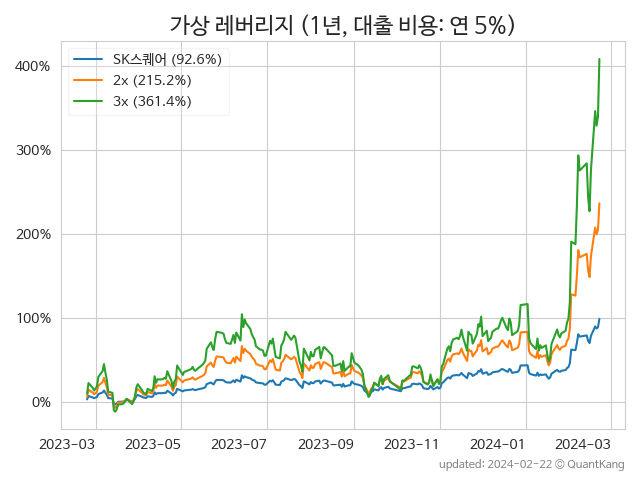 가상 레버리지 (1년, 대출 비용: 연 5%)
SK스퀘어 (92.6%)
2x (215.2%)
3x (361.4%)
400%
300%
200%
100%
0%
2023-03 2023-05 2023-07 2023-09 2023-11 2024-01 2024-03
updated: 2024-02-22 © QuantKang